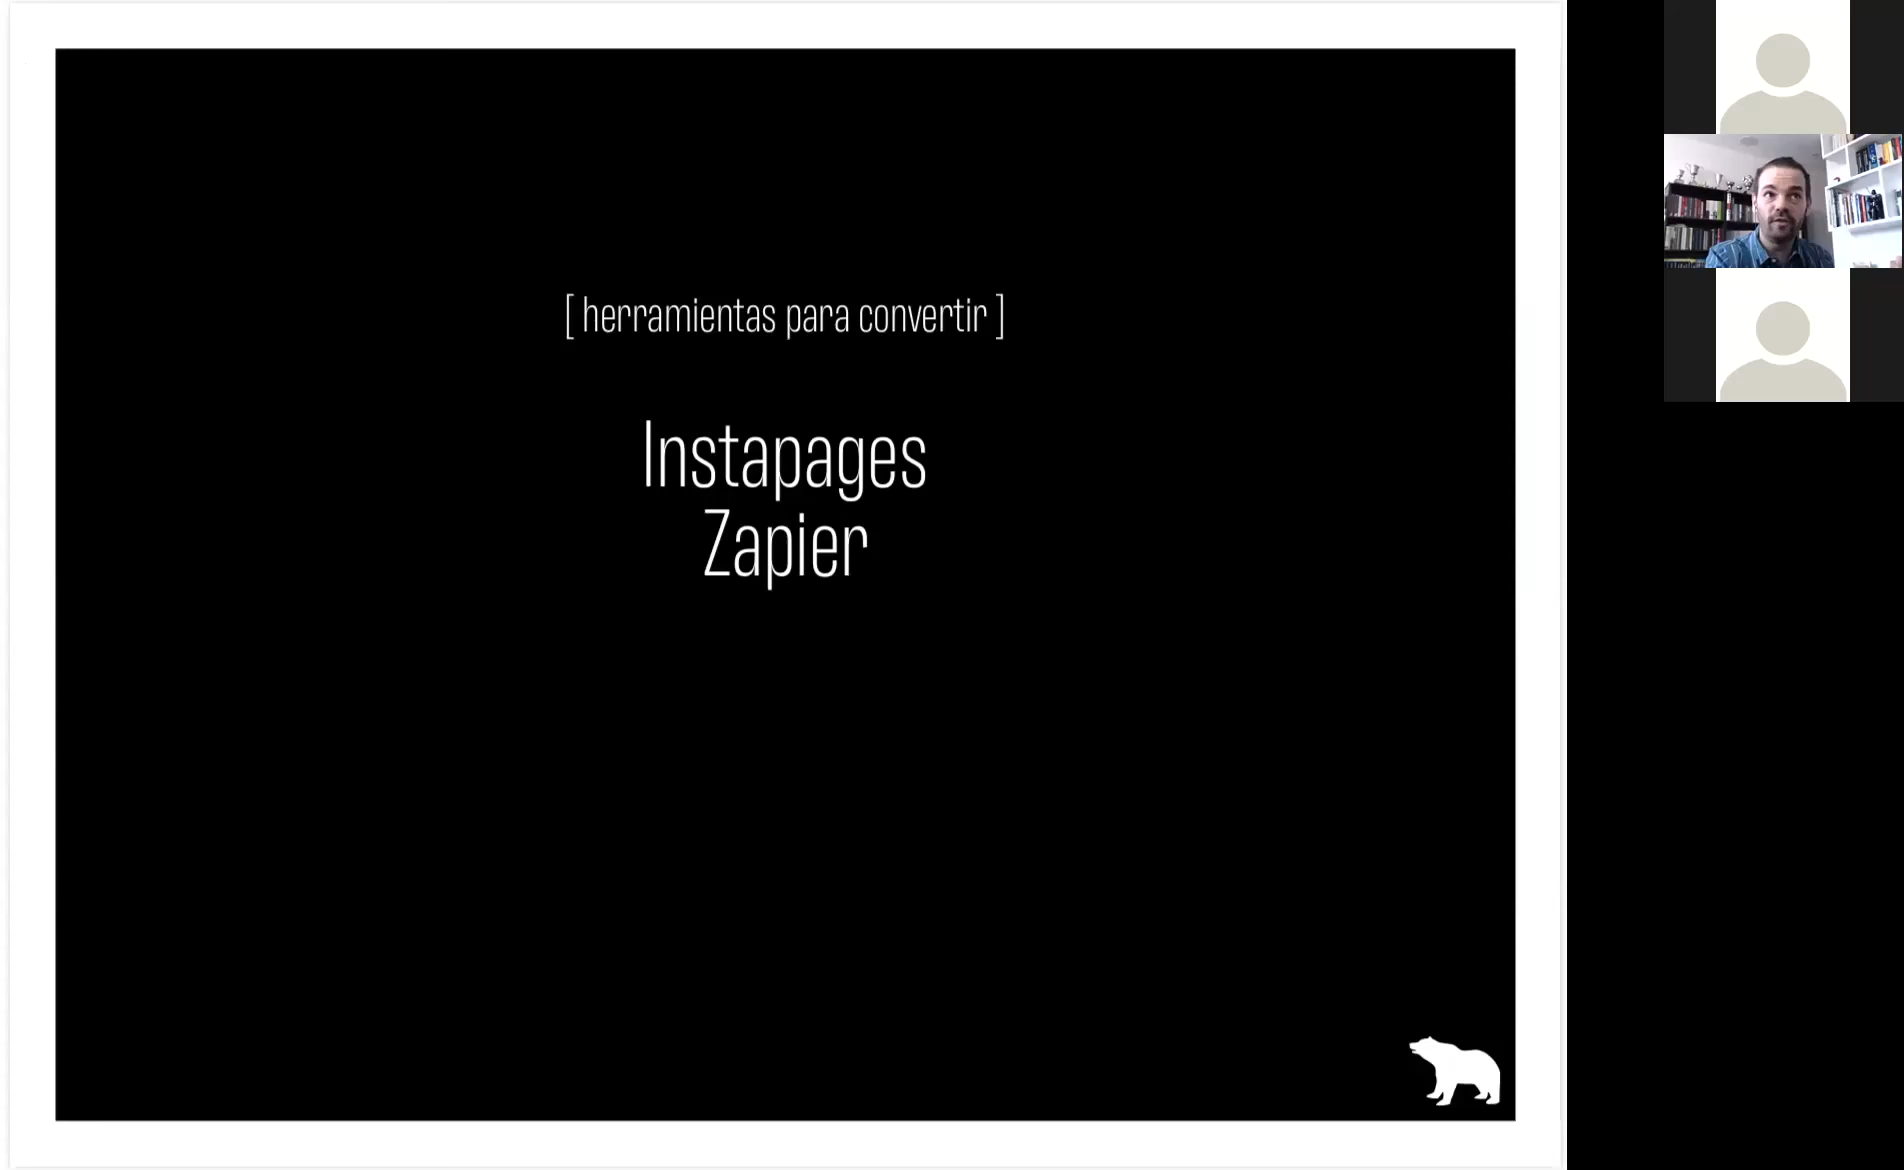 [ herramientas para convertir ]
Instapages
Zapier